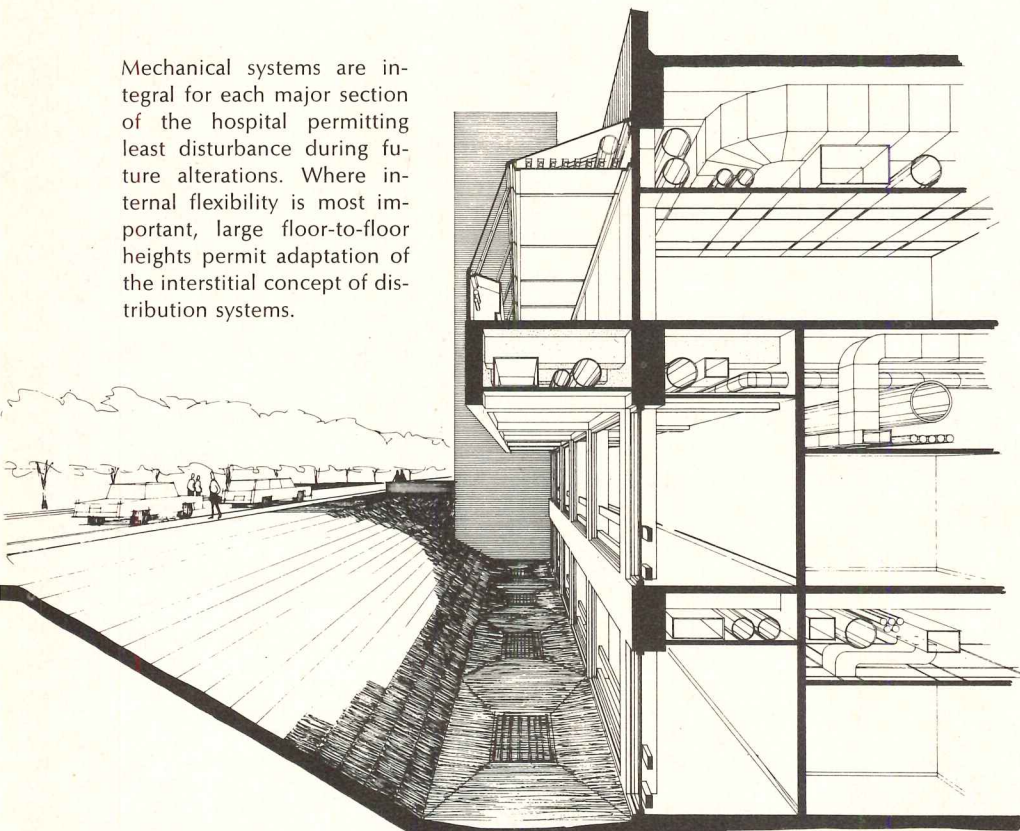 Mechanical systems are in-
tegral for each major section
of the hospital permitting
least disturbance during fu-
ture alterations. Where in-
ternal flexibility is most im-
portant, large floor-to-floor
heights permit adaptation of
the interstitial concept of dis-
tribution systems.